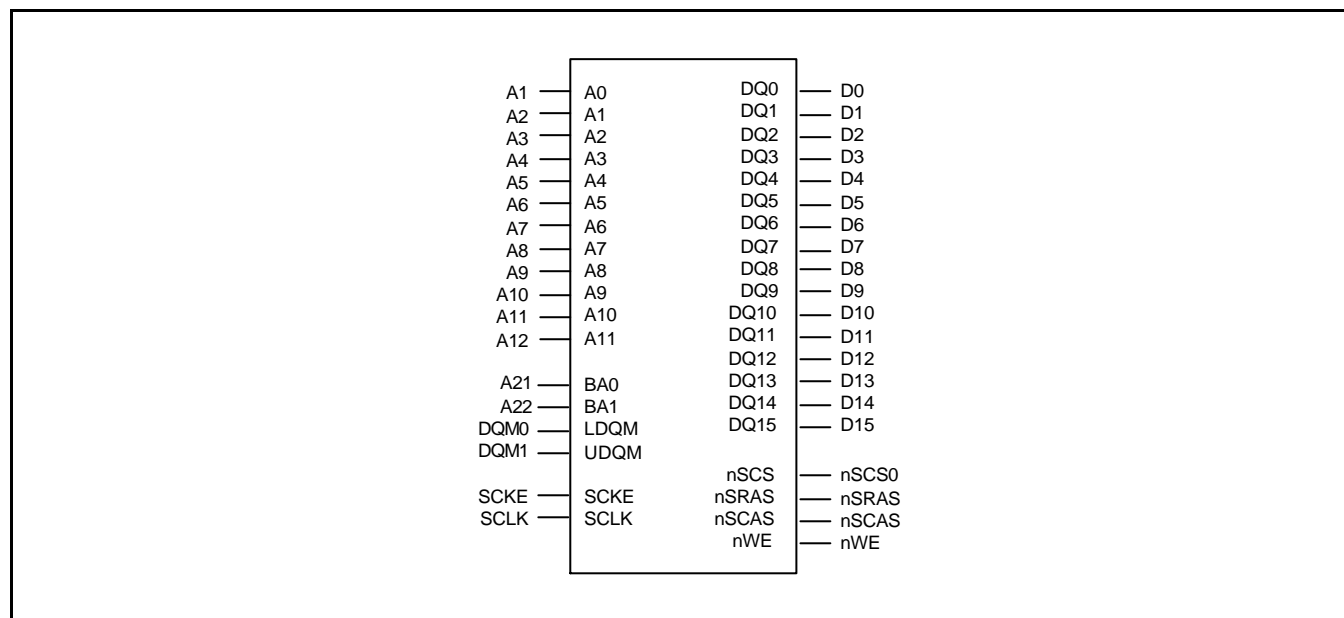 A1 A0 DQ0 D0
A2 A1 DQ1 D1
A3 A2 DQ2 D2
A4 A3 DQ3 D3
A5 A4 DQ4 D4
A6 A5 DQ5 D5
A7 A6 DQ6 D6
A8 A7 DQ7 D7
A9 A8 DQ8 D8
A10 A9 DQ9 D9
A11 A10 DQ10 D10
A12 A11 DQ11 D11
DQ12 D12
A21 BA0 DQ13 D13
A22 BA1 DQ14 D14
DQM0 LDQM DQ15 D15
DQM1 UDQM
nSCS nSCS0
SCKE SCKE nSRAS nSRAS
SCLK SCLK nSCAS nSCAS
nWE nWE